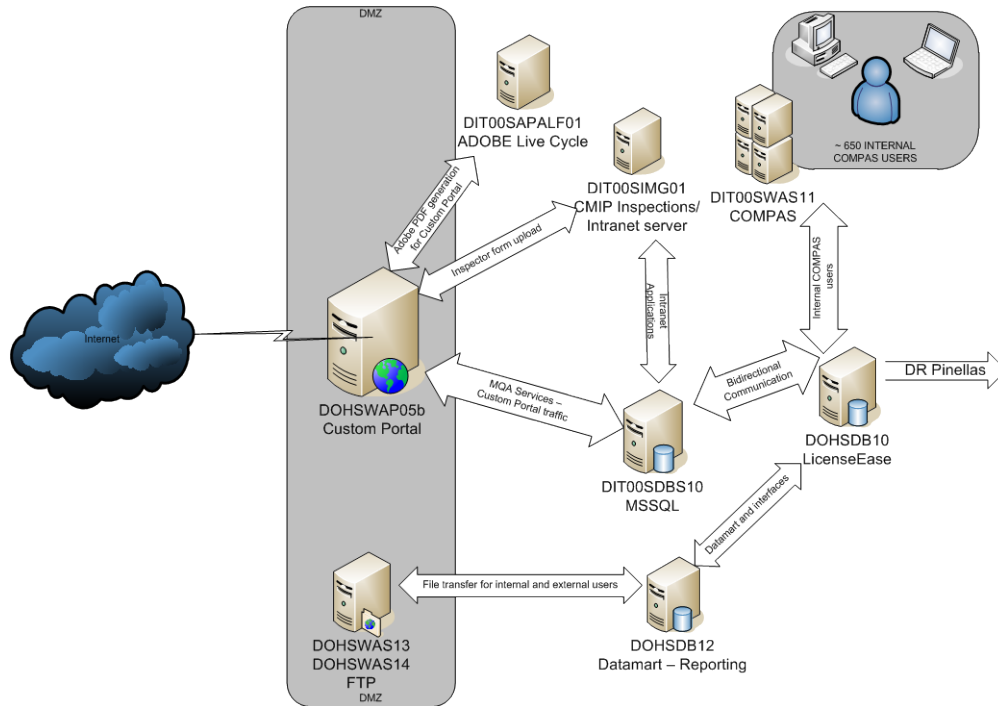 DMZ
DIT00SAPALF01
ADOBE Live Cycle
DIT00SIMG01
CMIP Inspections/
Intranet server
DIT00SWAS11
COMPAS
~ 650 INTERNAL
COMPAS USERS
Adobe PDF generation
for Custom Portal
Inspector form upload
Intranet
Applications
Internal COMPAS
users
Internet
DOHSWAP05b
Custom Portal
MQA Services –
Custom Portal traffic
Bidirectional
Communication
DR Pinellas
DOHSDB10
LicenseEase
DIT00SDBS10
MSSQL
Datamart and interfaces
File transfer for internal and external users
DOHSWAS13
DOHSWAS14
FTP
DOHSDB12
Datamart – Reporting
DMZ